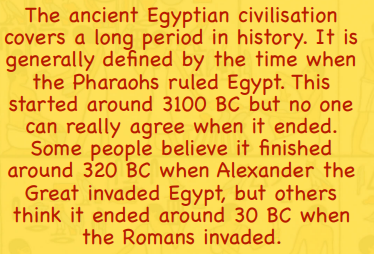 The ancient Egyptian civilisation
covers a long period in history. It is
generally defined by the time when
the Pharaohs ruled Egypt. This
started around 3100 BC but no one
can really agree when it ended.
Some people believe it finished
around 320 BC when Alexander the
Great invaded Egypt, but others
think it ended around 30 BC when
the Romans invaded.